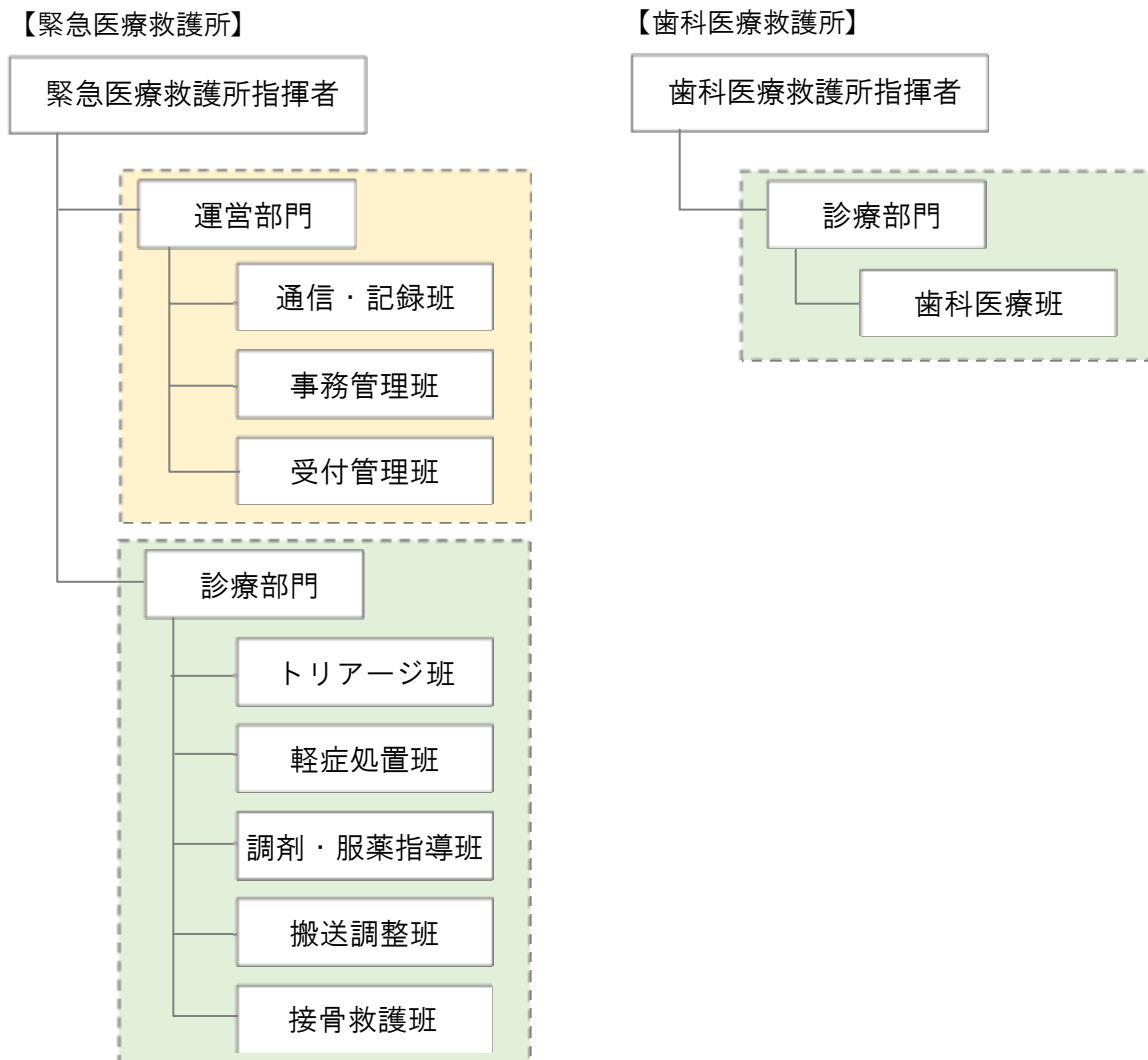 【緊急医療救護所】
緊急医療救護所指揮者
運営部門
通信・記録班
事務管理班
受付管理班
診療部門
トリアージ班
軽症処置班
調剤・服薬指導班
搬送調整班
接骨救護班
【歯科医療救護所】
歯科医療救護所指揮者
診療部門
歯科医療班